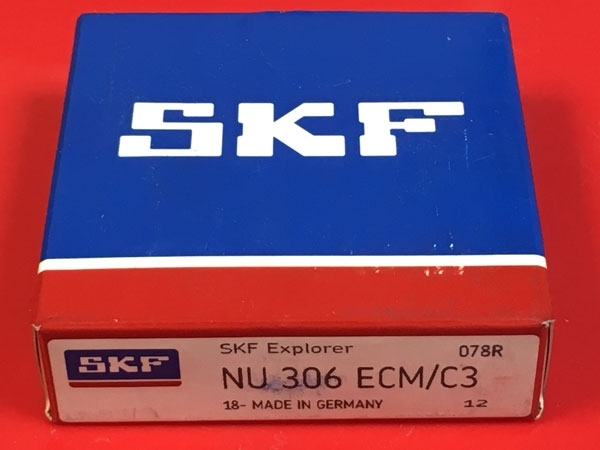 SKF
SKF
SKF Explorer 078R
NU 306 ECM/C3
18- MADE IN GERMANY 12